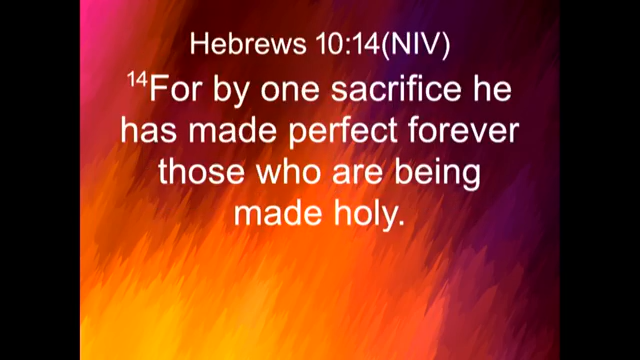 Hebrews 10:14(NIV)
¹⁴For by one sacrifice he
has made perfect forever
those who are being
made holy.